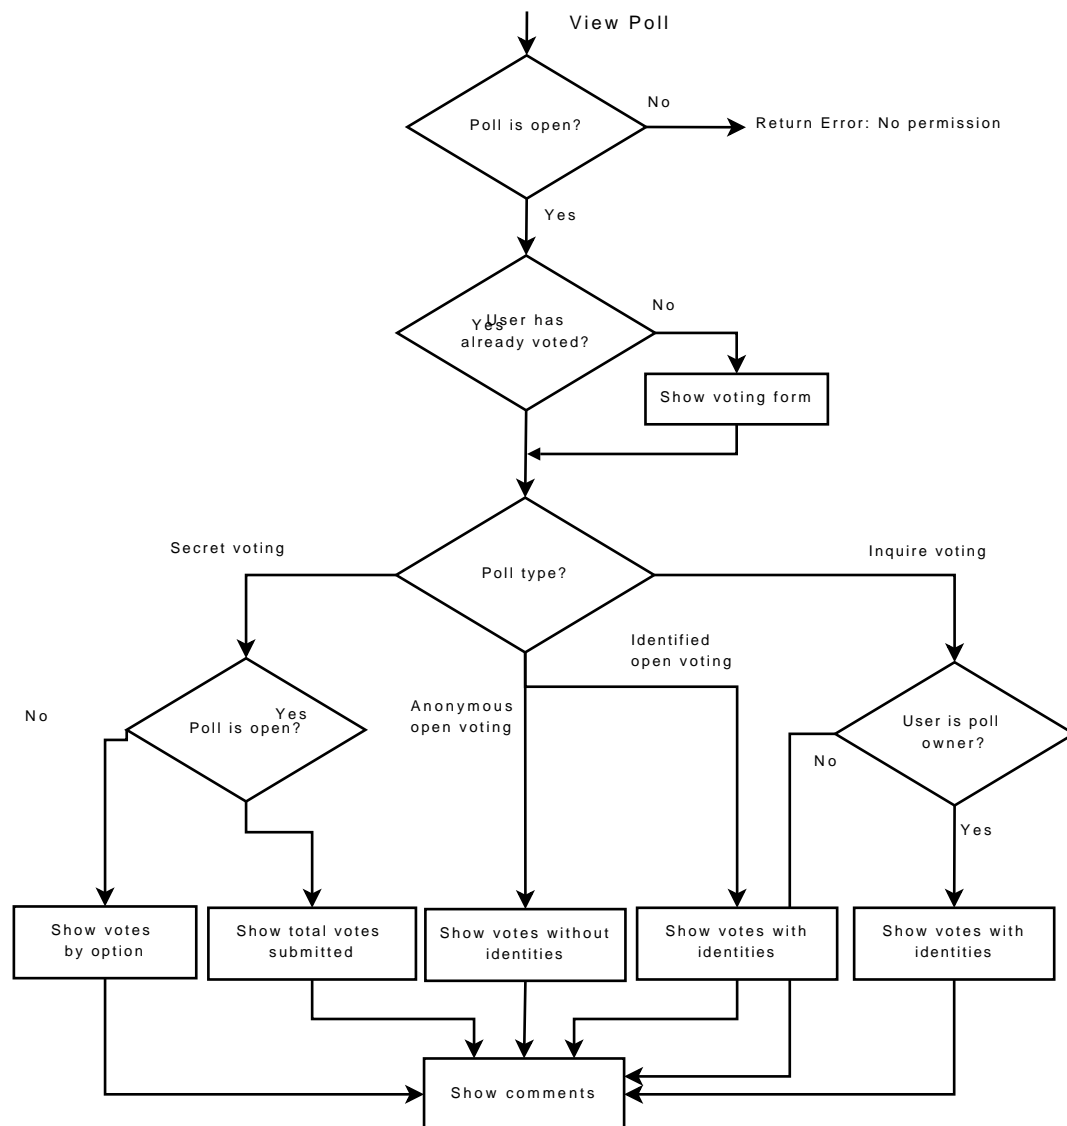 View Poll
No
Poll is open?
Return Error: No permission
Yes
No
Yes
User has
already voted?
Show voting form
Secret voting
Inquire voting
Poll type?
Identified
open voting
Anonymous
open voting
No
Yes
Poll is open?
User is poll
owner?
No
Yes
Show votes
by option
Show total votes
submitted
Show votes without
identities
Show votes with
identities
Show votes with
identities
Show comments